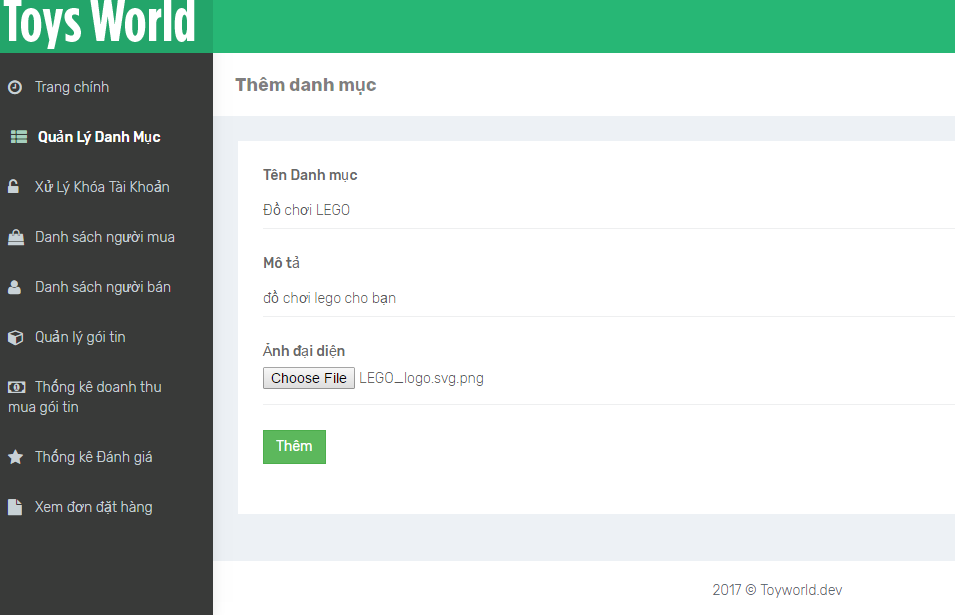 Toys World
Trang chính
Quản Lý Danh Mục
Xử Lý Khóa Tài Khoản
Danh sách người mua
Danh sách người bán
Quản lý gói tin
Thống kê doanh thu
mua gói tin
Thống kê Đánh giá
Xem đơn đặt hàng
Thêm danh mục
Tên Danh mục
Đồ chơi LEGO
Mô tả
đồ chơi lego cho bạn
Ảnh đại diện
Choose File LEGO_logo.svg.png
Thêm
2017 © Toyworld.dev